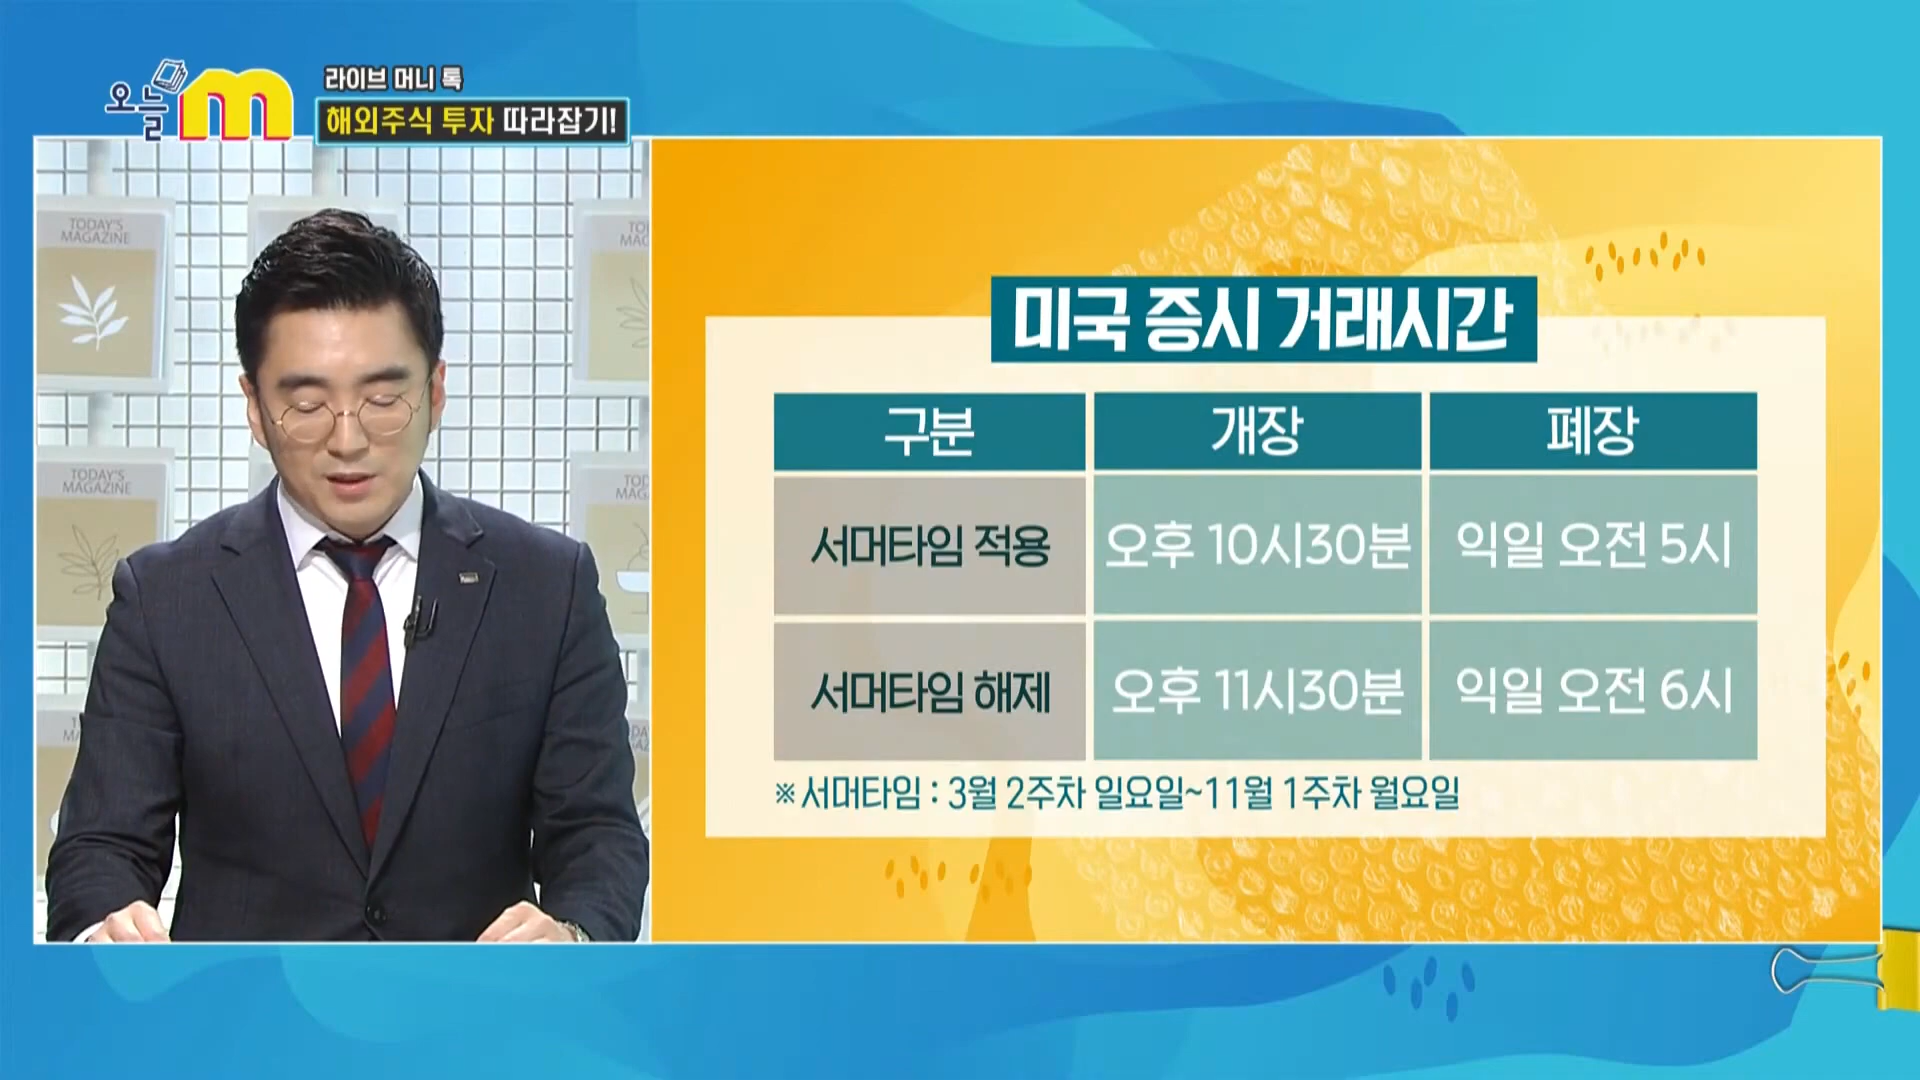 오늘 m
라이브 머니 톡
해외주식 투자 따라잡기!
TODAY'S
MAGAZINE
TODAY'S
MAGAZINE
미국 증시 거래시간
구분 개장 폐장
서머타임 적용 오후 10시30분 익일 오전 5시
서머타임 해제 오후 11시30분 익일 오전 6시
※ 서머타임 : 3월 2주차 일요일~11월 1주차 월요일